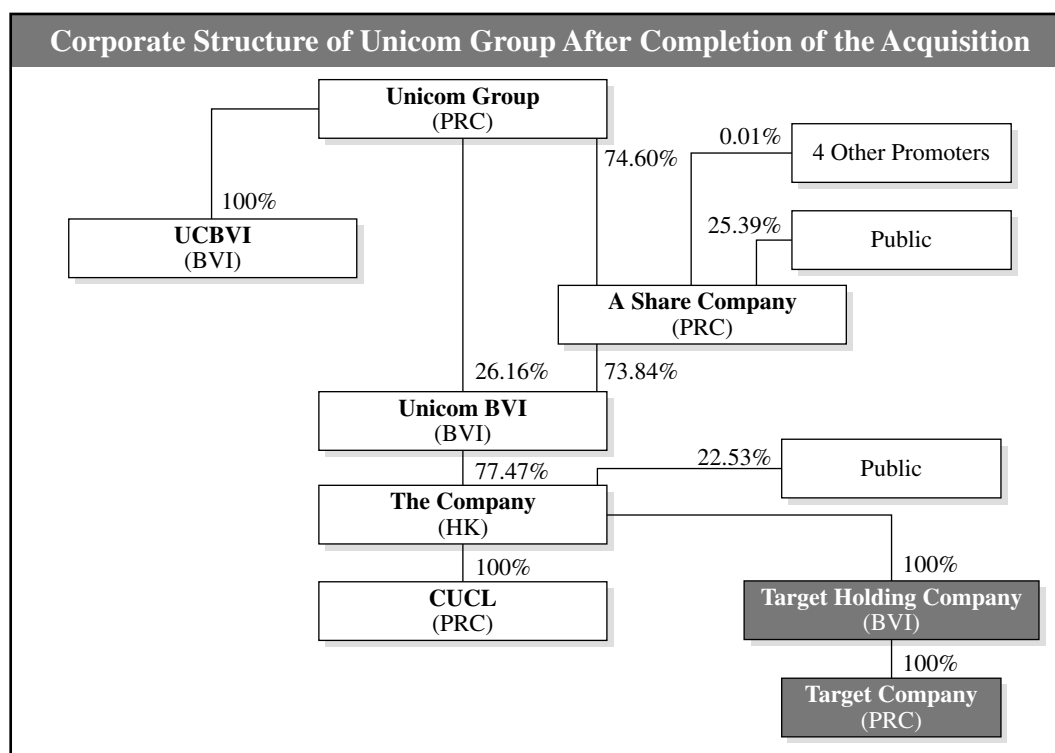 Corporate Structure of Unicom Group After Completion of the Acquisition
Unicom Group
(PRC)
0.01%
4 Other Promoters
74.60%
100%
UCBVI
(BVI)
25.39%
Public
A Share Company
(PRC)
26.16%
73.84%
Unicom BVI
(BVI)
77.47%
22.53%
Public
The Company
(HK)
100%
CUCL
(PRC)
100%
Target Holding Company
(BVI)
100%
Target Company
(PRC)